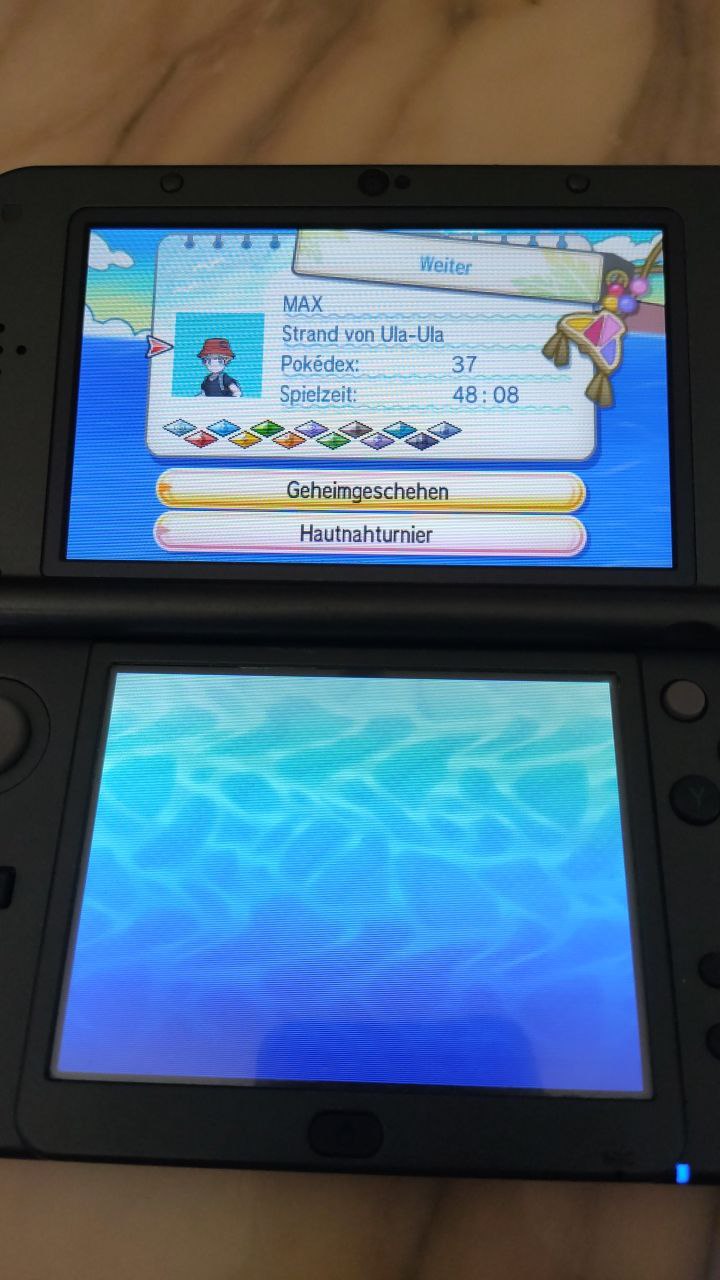 Weiter
MAX
Strand von Ula-Ula
Pokédex: 37
Spielzeit: 48:08
Geheimgeschehen
Hautnahturnier
Y